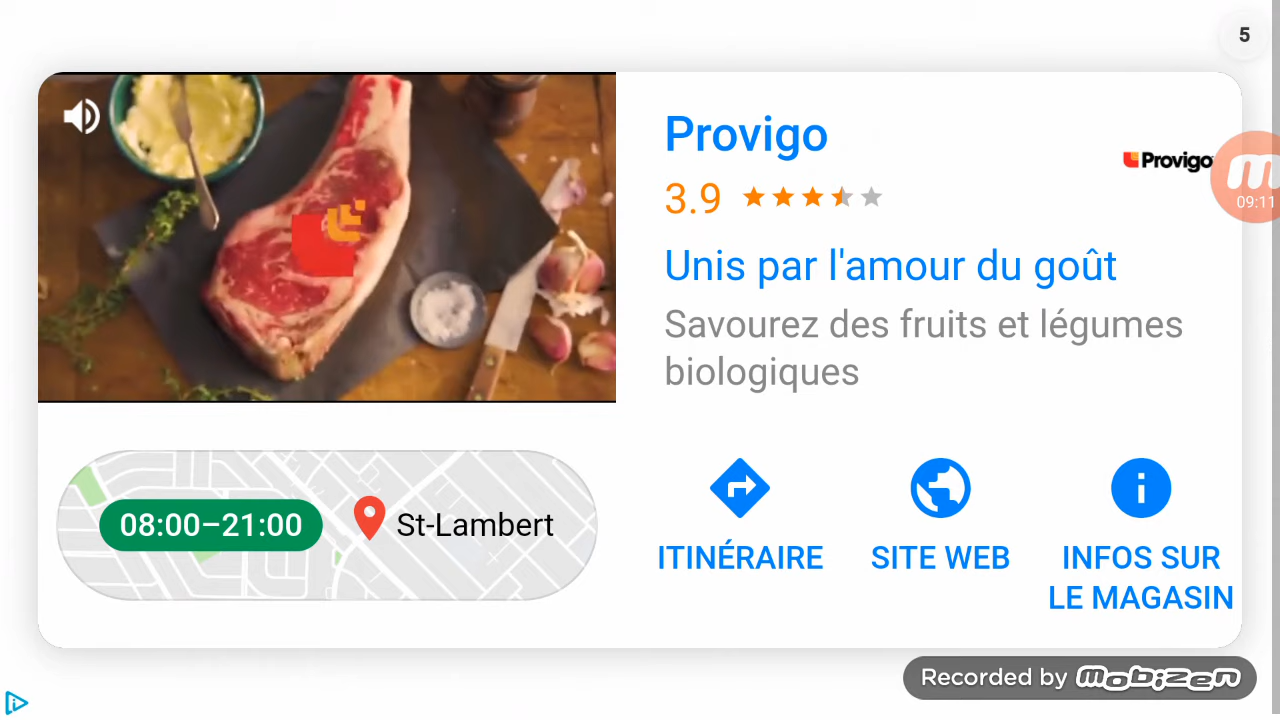 5
Provigo
Provigo
09:11
3.9
Unis par l'amour du goût
Savourez des fruits et légumes
biologiques
08:00–21:00
St-Lambert
ITINÉRAIRE
SITE WEB
INFOS SUR
LE MAGASIN
Recorded by mobizen